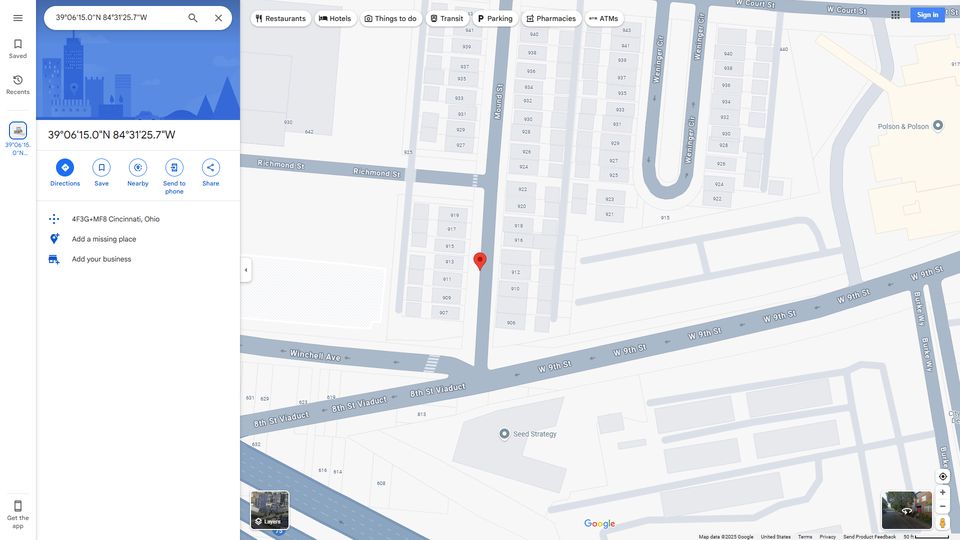 39°06'15.0"N 84°31'25.7"W
Restaurants
Hotels
Things to do
Transit
Parking
Pharmacies
ATMs
Sign in
Saved
Recents
39°06'15.
0"N...
39°06'15.0"N 84°31'25.7"W
Directions
Save
Nearby
Send to
phone
Share
4F3G+MF8 Cincinnati, Ohio
Add a missing place
Add your business
Get the
app
Layers
W Court St
W Court St
440
Weninger Cir
Weninger Cir
Weninger Cir
Mound St
Richmond St
Richmond St
Winchell Ave
8th St Viaduct
8th St Viaduct
8th St Viaduct
W 9th St
W 9th St
W 9th St
W 9th St
W 9th St
W 9th St
Burke Wy
Burke Wy
Burke
Polson & Polson
Seed Strategy
941
939
937
935
933
931
929
927
925
930
642
940
938
936
934
932
930
928
926
924
922
920
918
916
912
910
906
943
941
939
937
935
933
931
929
927
925
923
921
915
940
938
932
930
928
924
922
917
919
917
915
913
911
909
907
631
629
623
619
813
632
616
614
608
Google
Map data ©2025 Google
United States
Terms
Privacy
Send Product Feedback
50 ft